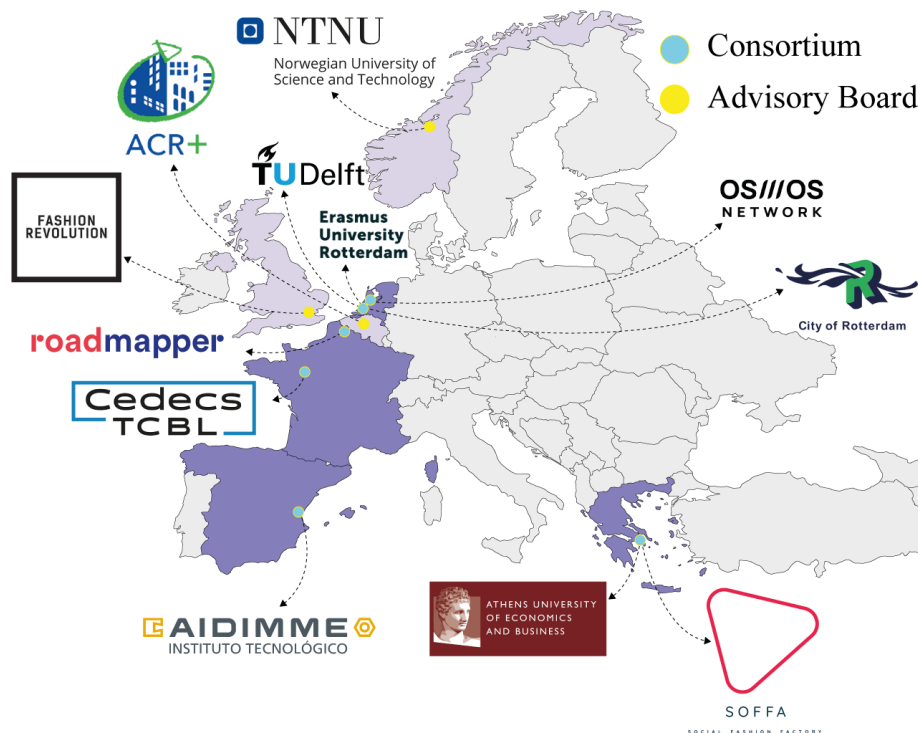 NTNU
Norwegian University of
Science and Technology
Consortium
Advisory Board
ACR+
TU Delft
FASHION
REVOLUTION
Erasmus
University
Rotterdam
OS///OS
NETWORK
City of Rotterdam
roadmapper
Cedecs
TCBL
AIDIMME
INSTITUTO TECNOLÓGICO
ATHENS UNIVERSITY
OF ECONOMICS
AND BUSINESS
SOFFA
SOCIAL FASHION FACTORY